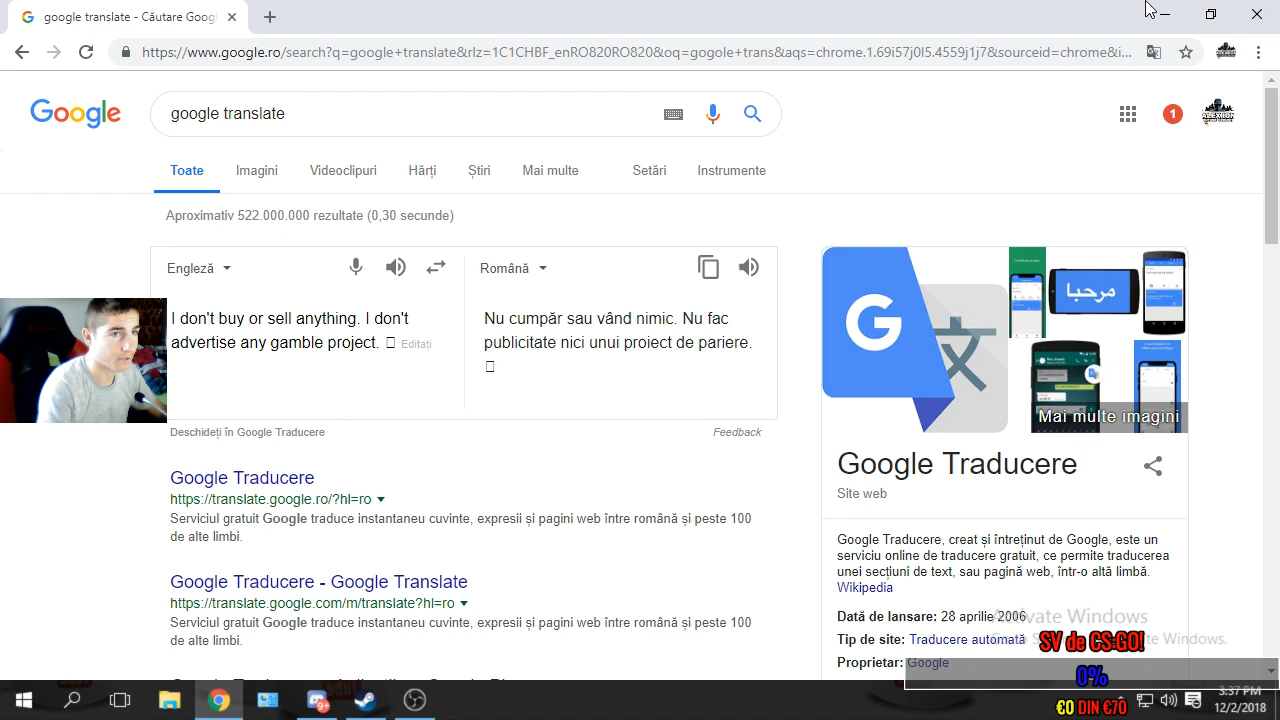 google translate - Căutare Goog
https://www.google.ro/search?q=google+translate&rlz=1C1CHBF_enRO820RO820&oq=gogole+trans&aqs=chrome.1.69i57j0l5.4559j1j7&sourceid=chrome&i...
Google
google translate
1
ALEXION
Toate Imagini Videoclipuri Hărți Știri Mai multe Setări Instrumente
Aproximativ 522.000.000 rezultate (0,30 secunde)
Engleză Română
I don't buy or sell anything. I don't
advertise any gamble project. Editați
Nu cumpăr sau vând nimic. Nu fac
publicitate nici unui proiect de pariere.
Deschideți în Google Traducere Feedback
G
مرحبا
Mai multe imagini
Google Traducere
Site web
Google Traducere, creat și întreținut de Google, este un
serviciu online de traducere gratuit, ce permite traducerea
unei secțiuni de text, sau pagină web, într-o altă limbă.
Wikipedia
Dată de lansare: 28 aprilie 2006
Tip de site: Traducere automată
Proprietar: Google
Google Traducere
https://translate.google.ro/?hl=ro
Serviciul gratuit Google traduce instantaneu cuvinte, expresii și pagini web între română și peste 100
de alte limbi.
Google Traducere - Google Translate
https://translate.google.com/m/translate?hl=ro
Serviciul gratuit Google traduce instantaneu cuvinte, expresii și pagini web între română și peste 100
de alte limbi.
Activate Windows
te Windows.
SV de CS:GO!
0%
€0 DIN €70
3:37 PM
12/2/2018